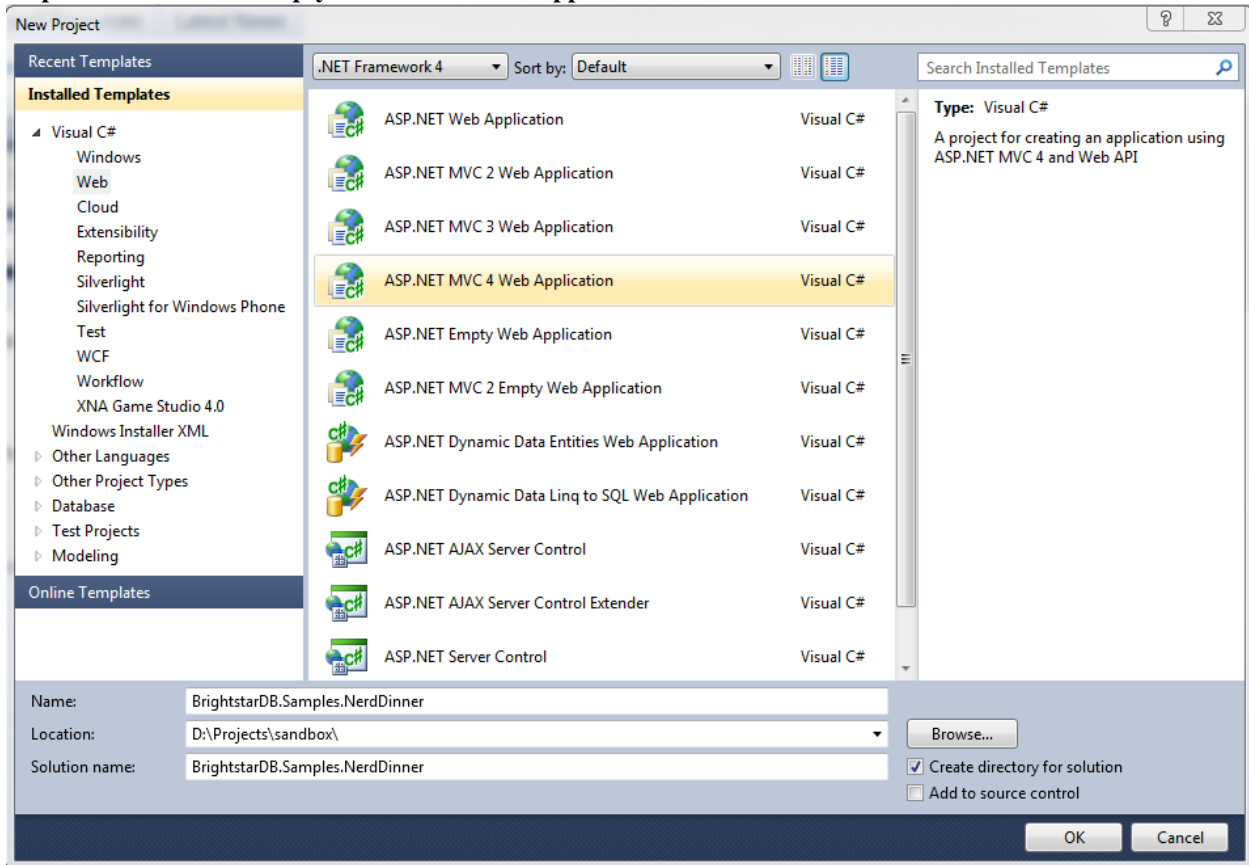 New Project
Recent Templates
Installed Templates
Visual C#
Windows
Web
Cloud
Extensibility
Reporting
Silverlight
Silverlight for Windows Phone
Test
WCF
Workflow
XNA Game Studio 4.0
Windows Installer XML
Other Languages
Other Project Types
Database
Test Projects
Modeling
Online Templates
.NET Framework 4 Sort by: Default
ASP.NET Web Application Visual C#
ASP.NET MVC 2 Web Application Visual C#
ASP.NET MVC 3 Web Application Visual C#
ASP.NET MVC 4 Web Application Visual C#
ASP.NET Empty Web Application Visual C#
ASP.NET MVC 2 Empty Web Application Visual C#
ASP.NET Dynamic Data Entities Web Application Visual C#
ASP.NET Dynamic Data Linq to SQL Web Application Visual C#
ASP.NET AJAX Server Control Visual C#
ASP.NET AJAX Server Control Extender Visual C#
ASP.NET Server Control Visual C#
Search Installed Templates
Type: Visual C#
A project for creating an application using
ASP.NET MVC 4 and Web API
Name: BrightstarDB.Samples.NerdDinner
Location: D:\Projects\sandbox\
Browse...
Solution name: BrightstarDB.Samples.NerdDinner
Create directory for solution
Add to source control
OK Cancel